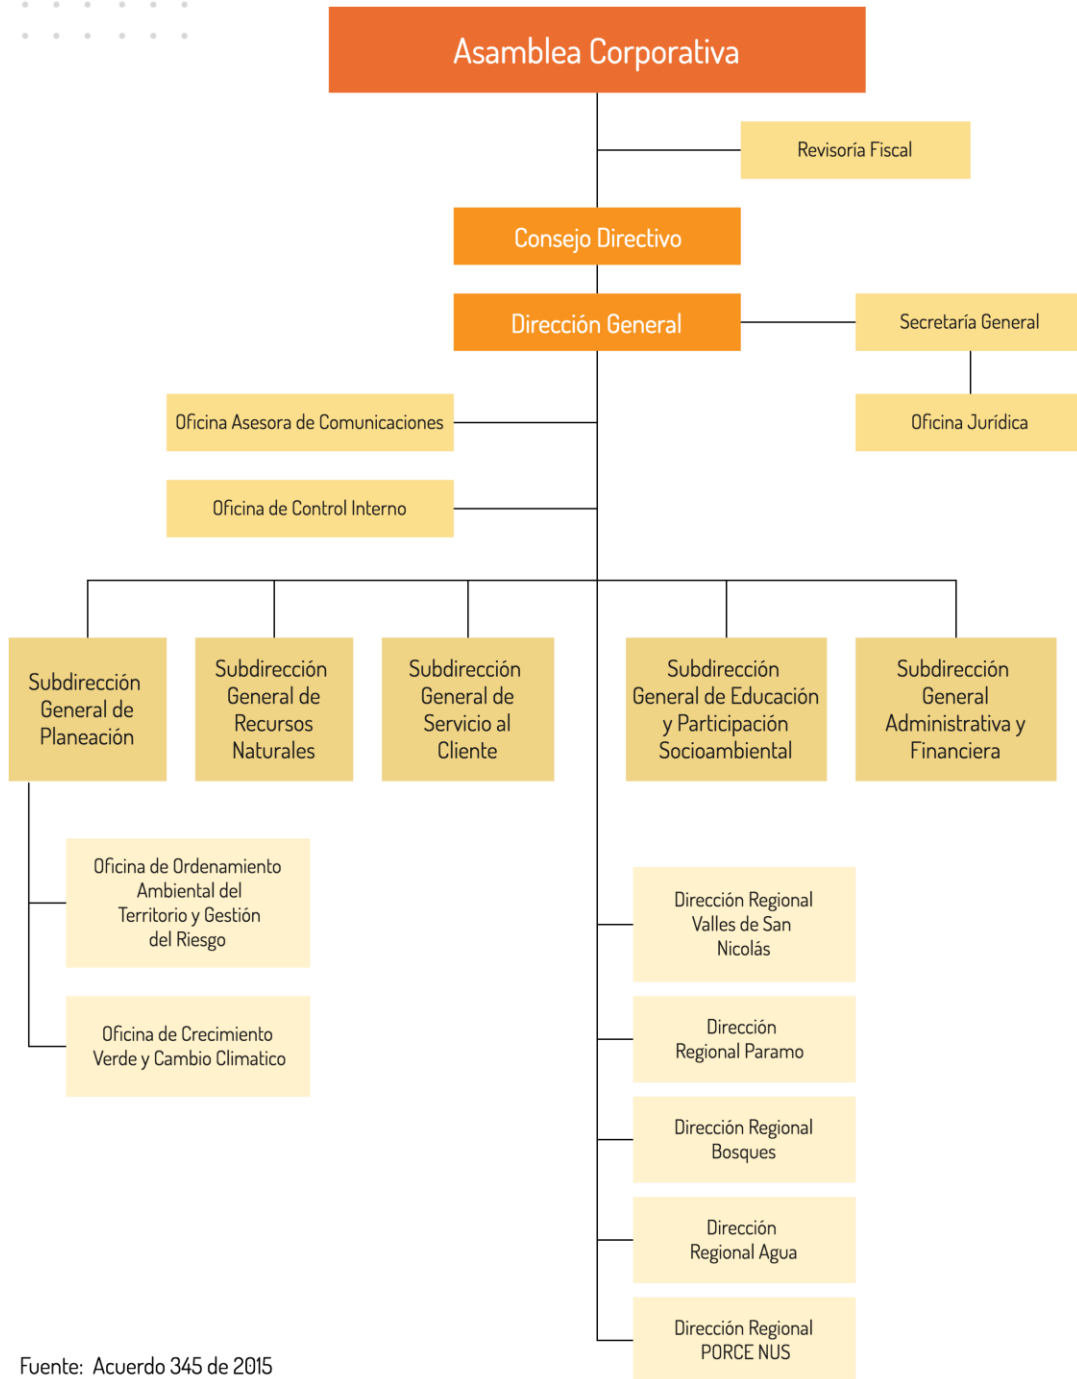 Asamblea Corporativa
Revisoría Fiscal
Consejo Directivo
Dirección General
Secretaría General
Oficina Asesora de Comunicaciones
Oficina Jurídica
Oficina de Control Interno
Subdirección
General de
Planeación
Subdirección
General de
Recursos
Naturales
Subdirección
General de
Servicio al
Cliente
Subdirección
General de Educación
y Participación
Socioambiental
Subdirección
General
Administrativa y
Financiera
Oficina de Ordenamiento
Ambiental del
Territorio y Gestión
del Riesgo
Oficina de Crecimiento
Verde y Cambio Climatico
Dirección Regional
Valles de San
Nicolás
Dirección
Regional Paramo
Dirección Regional
Bosques
Dirección
Regional Agua
Dirección Regional
PORCE NUS
Fuente: Acuerdo 345 de 2015